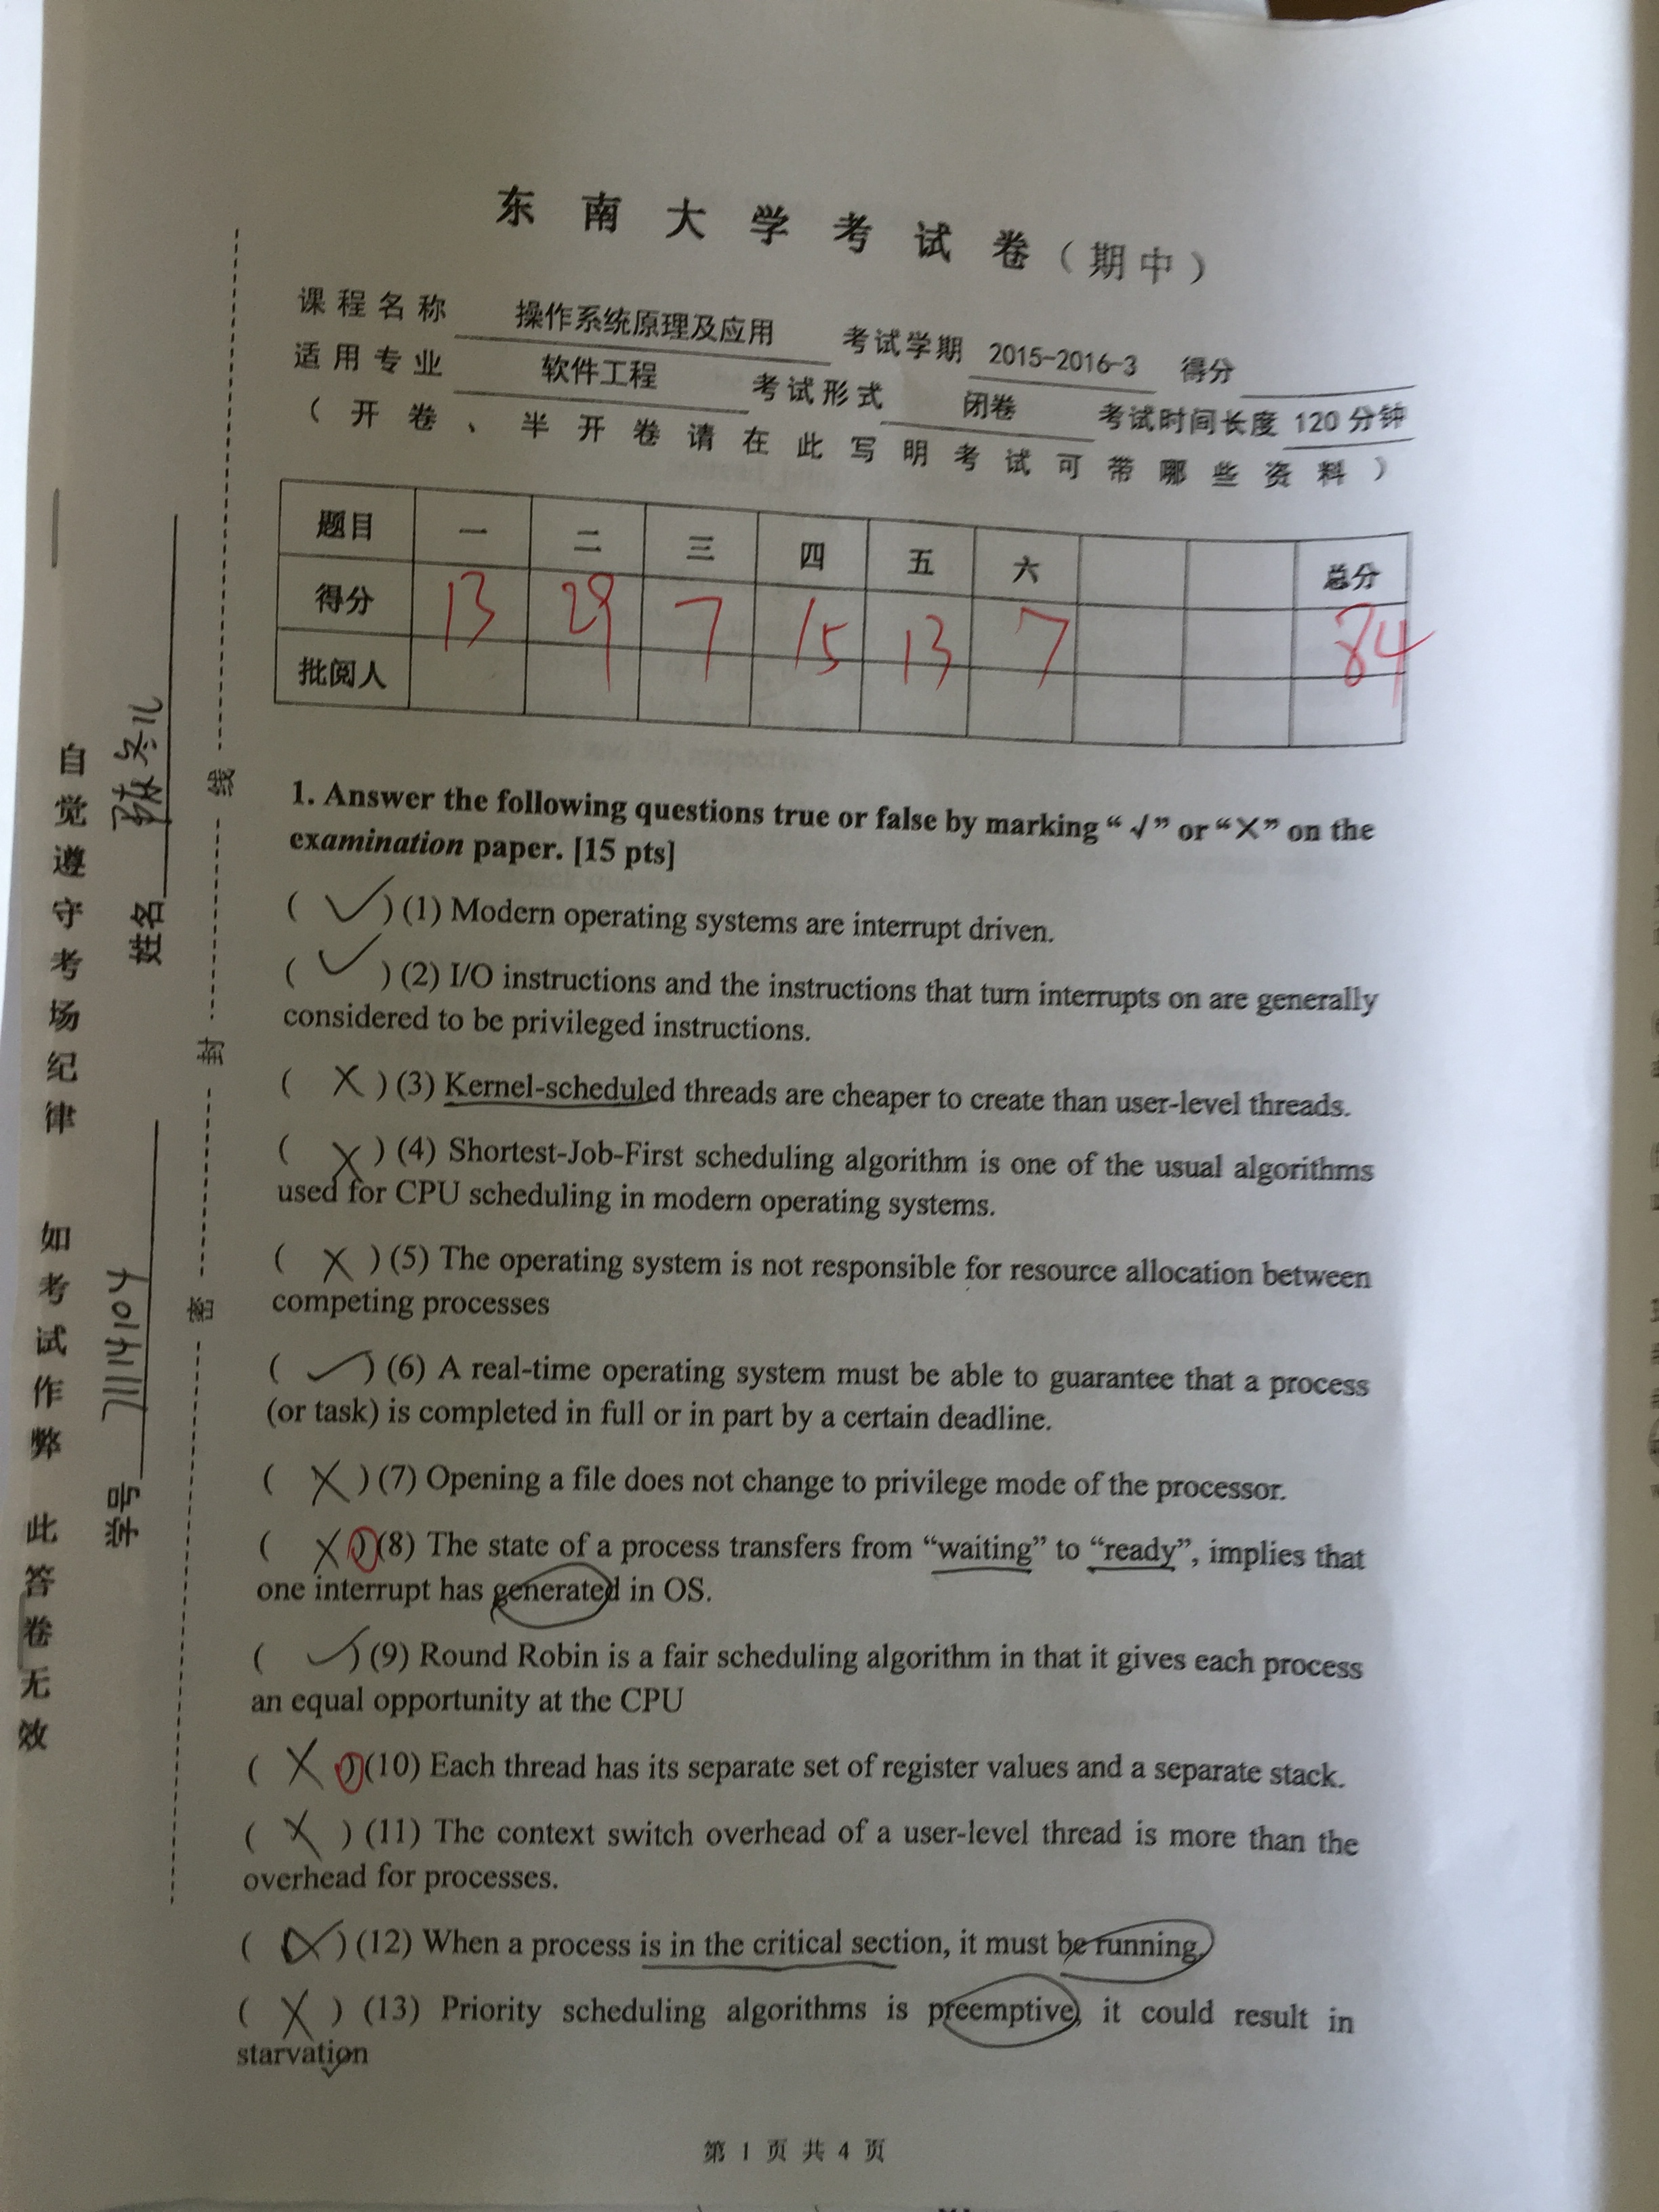 东南大学考试卷（期中）
课程名称 操作系统原理及应用 考试学期 2015-2016-3 得分
适用专业 软件工程 考试形式 闭卷 考试时间长度 120分钟
（开卷、半开卷请在此写明考试可带哪些资料）
题目 一 二 三 四 五 六 总分
得分 13 29 7 15 13 7 84
批阅人
1. Answer the following questions true or false by marking “√” or “×” on the
examination paper. [15 pts]
( ✓ ) (1) Modern operating systems are interrupt driven.
( ✓ ) (2) I/O instructions and the instructions that turn interrupts on are generally
considered to be privileged instructions.
( X ) (3) Kernel-scheduled threads are cheaper to create than user-level threads.
( X ) (4) Shortest-Job-First scheduling algorithm is one of the usual algorithms
used for CPU scheduling in modern operating systems.
( X ) (5) The operating system is not responsible for resource allocation between
competing processes
( ✓ ) (6) A real-time operating system must be able to guarantee that a process
(or task) is completed in full or in part by a certain deadline.
( X ) (7) Opening a file does not change to privilege mode of the processor.
( X ) (8) The state of a process transfers from “waiting” to “ready”, implies that
one interrupt has generated in OS.
( ✓ ) (9) Round Robin is a fair scheduling algorithm in that it gives each process
an equal opportunity at the CPU
( X ) (10) Each thread has its separate set of register values and a separate stack.
( X ) (11) The context switch overhead of a user-level thread is more than the
overhead for processes.
( X ) (12) When a process is in the critical section, it must be running.
( X ) (13) Priority scheduling algorithms is preemptive, it could result in
starvation
第 1 页 共 4 页
自觉遵守考场纪律 如考试作弊 此答卷无效
学号 71114104 姓名
密 封 线